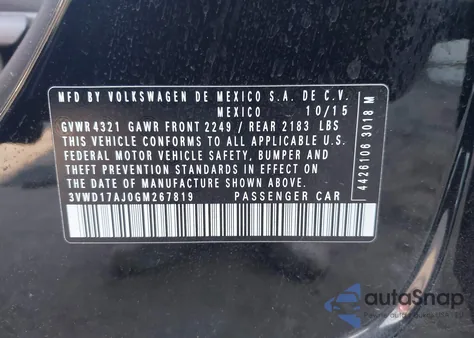 MFD BY VOLKSWAGEN DE MEXICO S.A. DE C.V.
MEXICO 10/15
GVWR 4321 GAWR FRONT 2249 / REAR 2183 LBS
THIS VEHICLE CONFORMS TO ALL APPLICABLE U.S.
FEDERAL MOTOR VEHICLE SAFETY, BUMPER AND
THEFT PREVENTION STANDARDS IN EFFECT ON
THE DATE OF MANUFACTURE SHOWN ABOVE.
3VWD17AJ0GM267819 PASSENGER CAR
4426106 3018 M
autoSnap